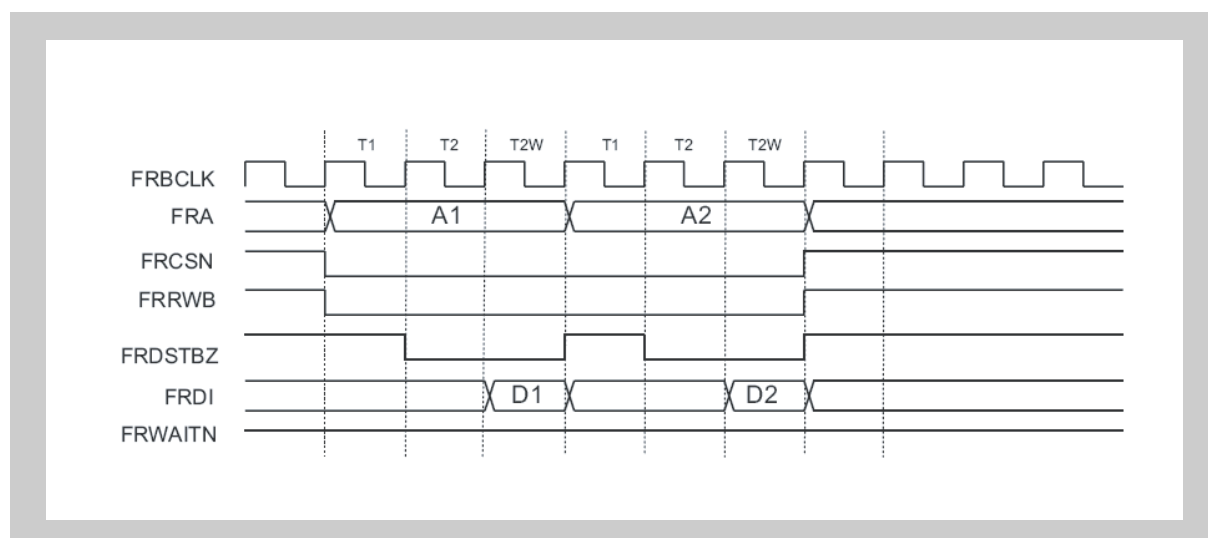 T1 T2 T2W T1 T2 T2W
FRBCLK
FRA A1 A2
FRCSN
FRRWB
FRDSTBZ
FRDI D1 D2
FRWAITN